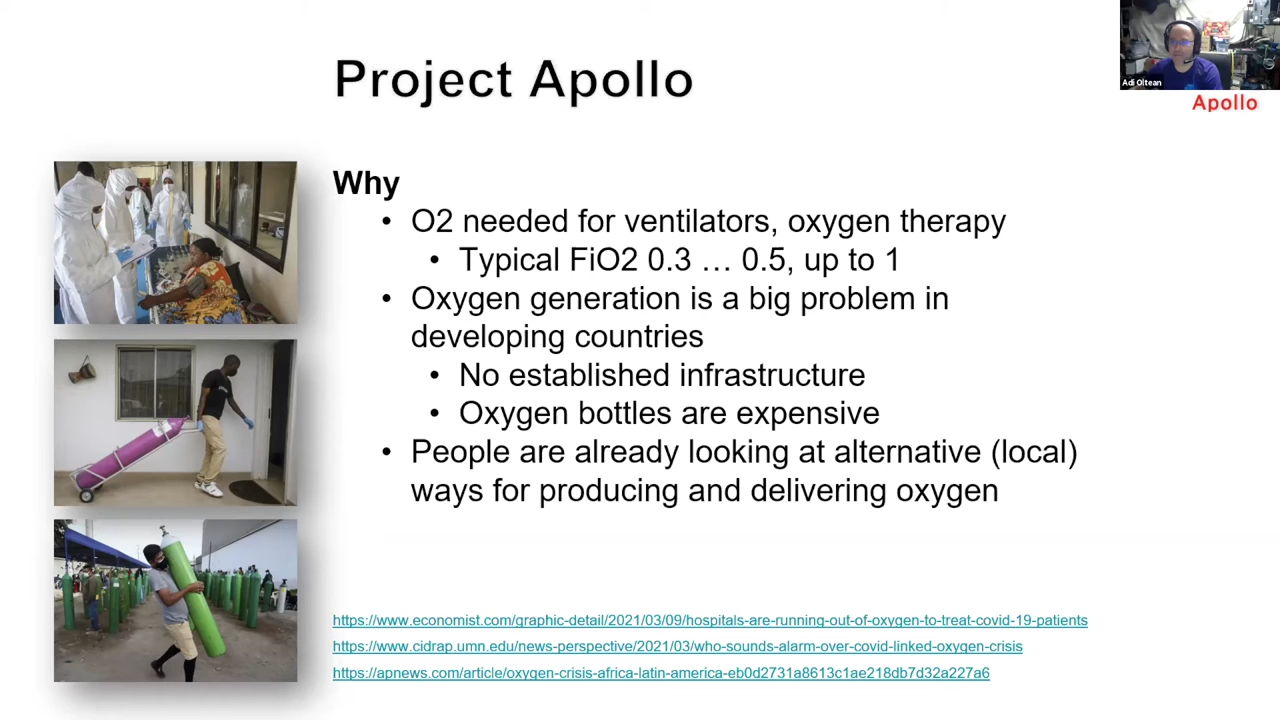 Project Apollo
Adi Oltean
Apollo
Why
• O2 needed for ventilators, oxygen therapy
• Typical FiO2 0.3 … 0.5, up to 1
• Oxygen generation is a big problem in
developing countries
• No established infrastructure
• Oxygen bottles are expensive
• People are already looking at alternative (local)
ways for producing and delivering oxygen
https://www.economist.com/graphic-detail/2021/03/09/hospitals-are-running-out-of-oxygen-to-treat-covid-19-patients
https://www.cidrap.umn.edu/news-perspective/2021/03/who-sounds-alarm-over-covid-linked-oxygen-crisis
https://apnews.com/article/oxygen-crisis-africa-latin-america-eb0d2731a8613c1ae218db7d32a227a6